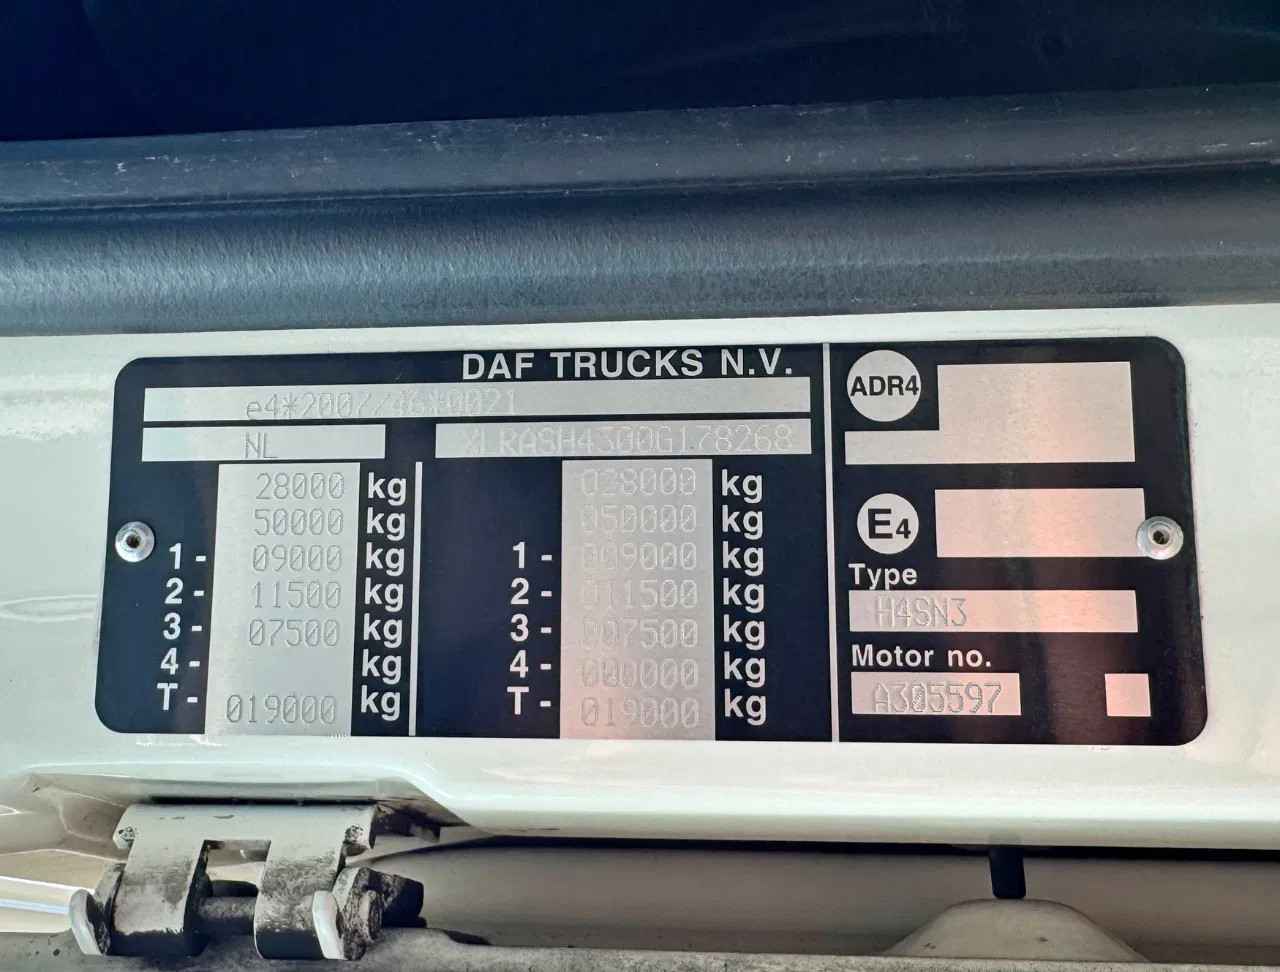 DAF TRUCKS N.V.
e4*2007/46*0021
NL XLRASH4300G178268
28000 kg 028000 kg
50000 kg 050000 kg
1- 09000 kg 1- 009000 kg
2- 11500 kg 2- 011500 kg
3- 07500 kg 3- 007500 kg
4- kg 4- 000000 kg
T- 019000 kg T- 019000 kg
ADR4
E4
Type
H4SN3
Motor no.
A305597